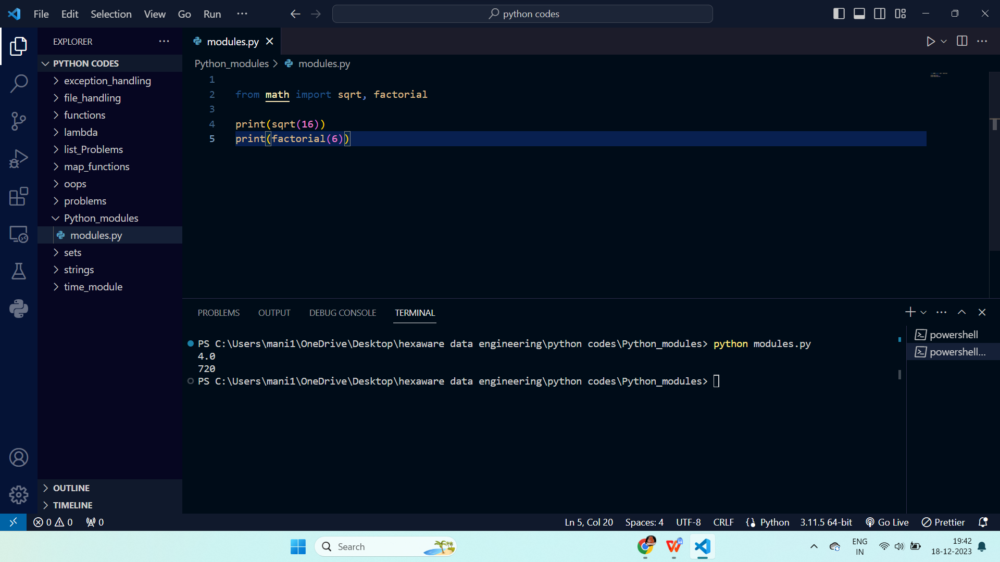 File Edit Selection View Go Run ···
python codes
EXPLORER ···
PYTHON CODES
exception_handling
file_handling
functions
lambda
list_Problems
map_functions
oops
problems
Python_modules
modules.py
sets
strings
time_module
OUTLINE
TIMELINE
modules.py
Python_modules > modules.py
1
2 from math import sqrt, factorial
3
4 print(sqrt(16))
5 print(factorial(6))
PROBLEMS OUTPUT DEBUG CONSOLE TERMINAL
PS C:\Users\mani1\OneDrive\Desktop\hexaware data engineering\python codes\Python_modules> python modules.py
4.0
720
PS C:\Users\mani1\OneDrive\Desktop\hexaware data engineering\python codes\Python_modules>
powershell
powershell...
0 0 0
Ln 5, Col 20 Spaces: 4 UTF-8 CRLF Python 3.11.5 64-bit Go Live Prettier
Search
ENG
IN
19:42
18-12-2023